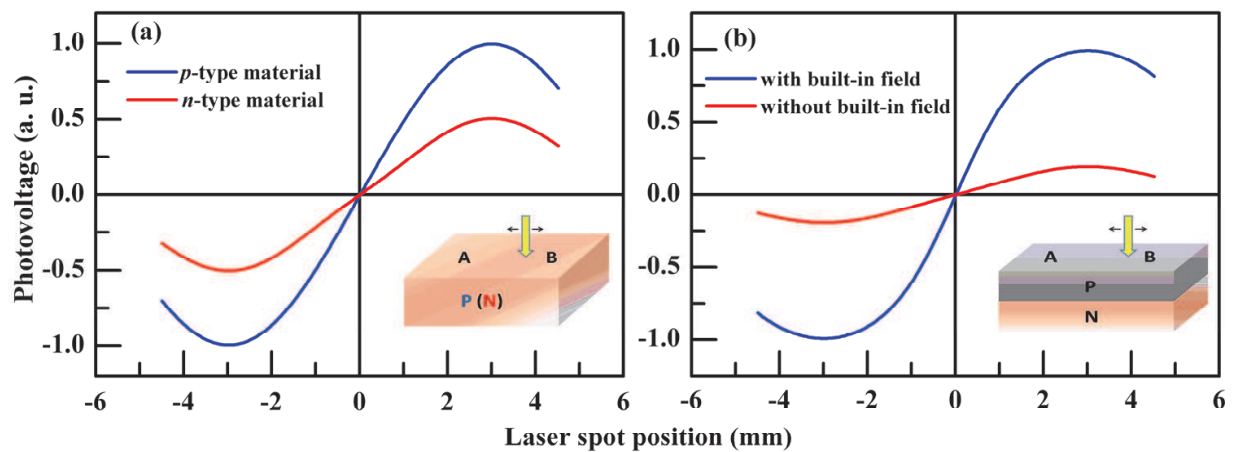 (a)
p-type material
n-type material
Photovoltage (a. u.)
1.0
0.5
0.0
-0.5
-1.0
A B
P (N)
-6 -4 -2 0 2 4 6
(b)
with built-in field
without built-in field
1.0
0.5
0.0
-0.5
-1.0
A B
P
N
-6 -4 -2 0 2 4 6
Laser spot position (mm)